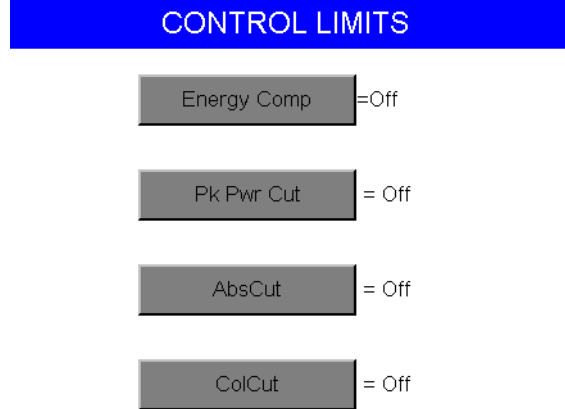 CONTROL LIMITS
Energy Comp =Off
Pk Pwr Cut = Off
AbsCut = Off
ColCut = Off